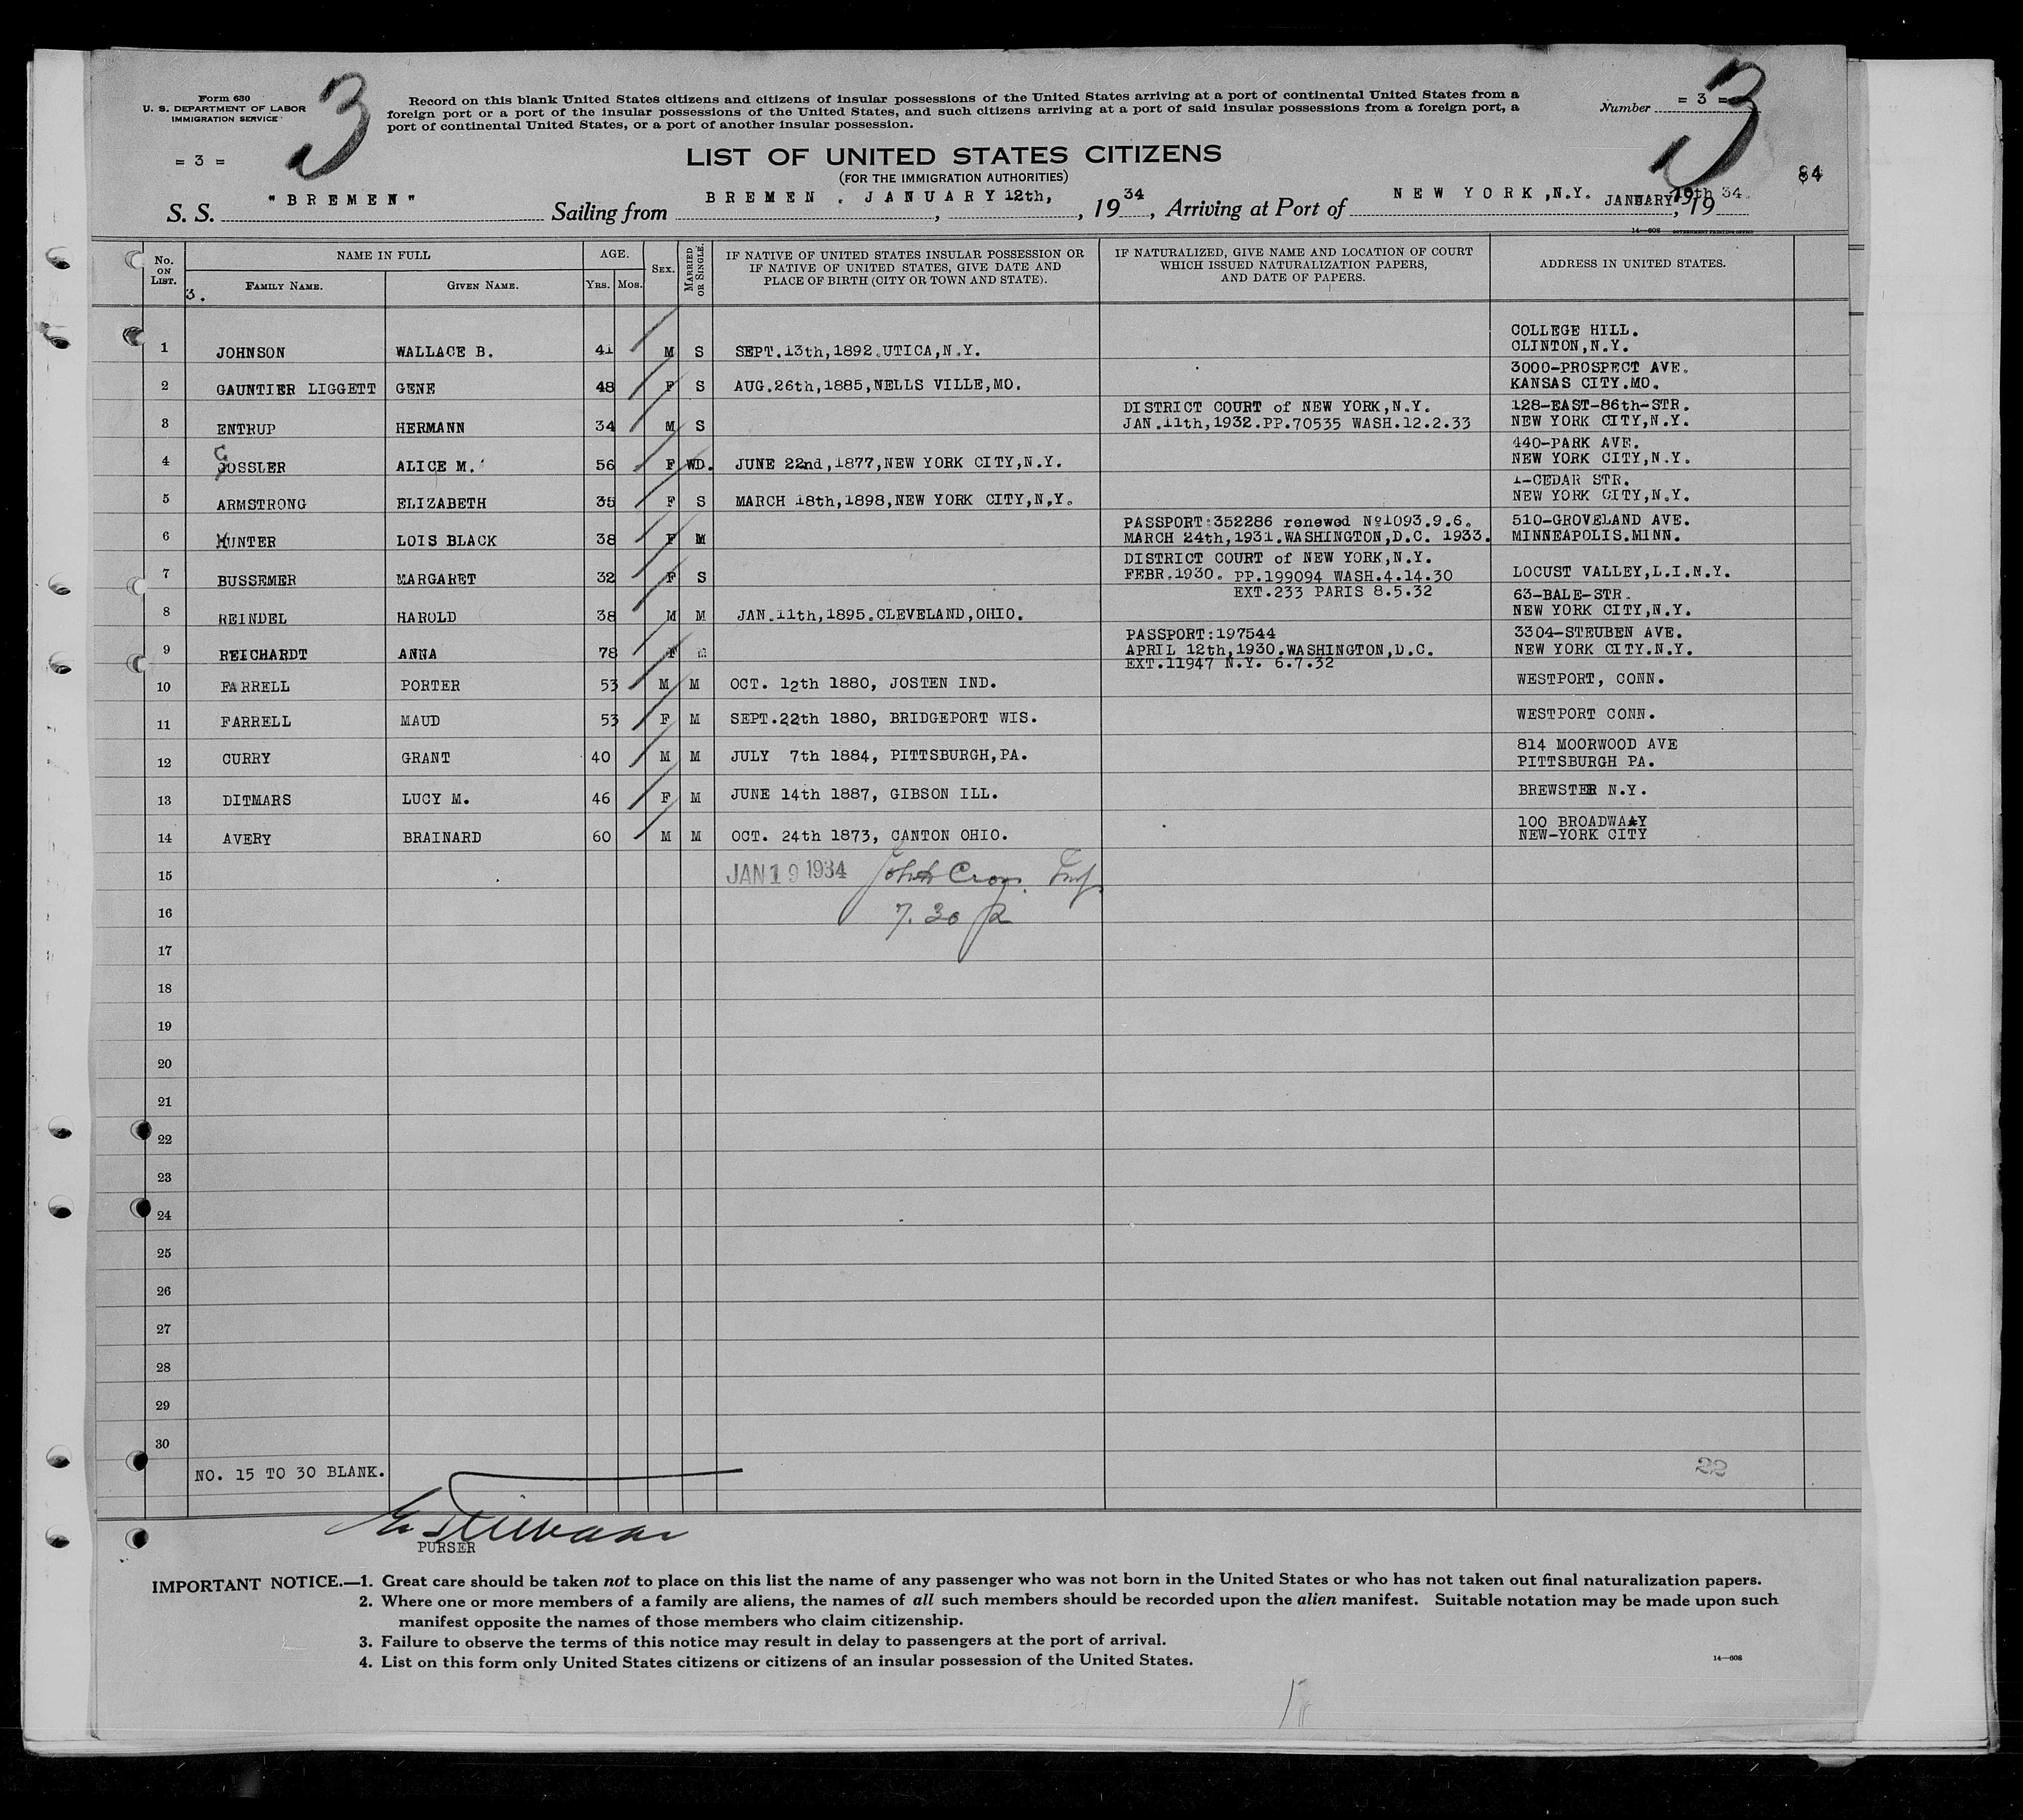 Form 630
U. S. DEPARTMENT OF LABOR
IMMIGRATION SERVICE
= 3 =
3
Record on this blank United States citizens and citizens of insular possessions of the United States arriving at a port of continental United States from a
foreign port or a port of the insular possessions of the United States, and such citizens arriving at a port of said insular possessions from a foreign port, a
port of continental United States, or a port of another insular possession.
Number = 3 =
3
LIST OF UNITED STATES CITIZENS
(FOR THE IMMIGRATION AUTHORITIES)
84
S. S. "BREMEN" Sailing from BREMEN , JANUARY 12th, , 1934, Arriving at Port of NEW YORK,N.Y. JANUARY 19th, 1934
14—608 GOVERNMENT PRINTING OFFICE
No. ON LIST. NAME IN FULL AGE. SEX. MARRIED OR SINGLE. IF NATIVE OF UNITED STATES INSULAR POSSESSION OR IF NATIVE OF UNITED STATES, GIVE DATE AND PLACE OF BIRTH (CITY OR TOWN AND STATE). IF NATURALIZED, GIVE NAME AND LOCATION OF COURT WHICH ISSUED NATURALIZATION PAPERS, AND DATE OF PAPERS. ADDRESS IN UNITED STATES.
3. FAMILY NAME. GIVEN NAME. YRS. MOS.
COLLEGE HILL.
1 JOHNSON WALLACE B. 41 M S SEPT.13th,1892.UTICA,N.Y. CLINTON,N.Y.
3000-PROSPECT AVE.
2 GAUNTIER LIGGETT GENE 48 F S AUG.26th,1885,NELLS VILLE,MO. KANSAS CITY.MO.
DISTRICT COURT of NEW YORK,N.Y. 128-EAST-86th-STR.
3 ENTRUP HERMANN 34 M S JAN.11th,1932.PP.70535 WASH.12.2.33 NEW YORK CITY,N.Y.
440-PARK AVE.
4 GOSSLER ALICE M. 56 F WD. JUNE 22nd,1877,NEW YORK CITY,N.Y. NEW YORK CITY,N.Y.
1-CEDAR STR.
5 ARMSTRONG ELIZABETH 35 F S MARCH 18th,1898,NEW YORK CITY,N.Y. NEW YORK CITY,N.Y.
PASSPORT:352286 renewed Nº1093.9.6. 510-GROVELAND AVE.
6 HUNTER LOIS BLACK 38 F M MARCH 24th,1931.WASHINGTON,D.C. 1933. MINNEAPOLIS.MINN.
DISTRICT COURT of NEW YORK,N.Y.
7 BUSSEMER MARGARET 32 F S FEBR.1930. PP.199094 WASH.4.14.30 LOCUST VALLEY,L.I.N.Y.
EXT.233 PARIS 8.5.32 63-BALE-STR.
8 REINDEL HAROLD 38 M M JAN.11th,1895.CLEVELAND,OHIO. NEW YORK CITY,N.Y.
PASSPORT:197544 3304-STEUBEN AVE.
9 REICHARDT ANNA 78 F M APRIL 12th,1930.WASHINGTON,D.C. NEW YORK CITY.N.Y.
EXT.11947 N.Y. 6.7.32
10 FARRELL PORTER 53 M M OCT. 12th 1880, JOSTEN IND. WESTPORT, CONN.
11 FARRELL MAUD 53 F M SEPT.22th 1880, BRIDGEPORT WIS. WESTPORT CONN.
814 MOORWOOD AVE
12 CURRY GRANT 40 M M JULY 7th 1884, PITTSBURGH,PA. PITTSBURGH PA.
13 DITMARS LUCY M. 46 F M JUNE 14th 1887, GIBSON ILL. BREWSTER N.Y.
100 BROADWAAY
14 AVERY BRAINARD 60 M M OCT. 24th 1873, CANTON OHIO. NEW-YORK CITY
15 JAN 19 1934
16 7.30
17
18
19
20
21
22
23
24
25
26
27
28
29
30
NO. 15 TO 30 BLANK. 22
PURSER
IMPORTANT NOTICE.—1. Great care should be taken not to place on this list the name of any passenger who was not born in the United States or who has not taken out final naturalization papers.
2. Where one or more members of a family are aliens, the names of all such members should be recorded upon the alien manifest. Suitable notation may be made upon such
manifest opposite the names of those members who claim citizenship.
3. Failure to observe the terms of this notice may result in delay to passengers at the port of arrival.
4. List on this form only United States citizens or citizens of an insular possession of the United States.
14—608